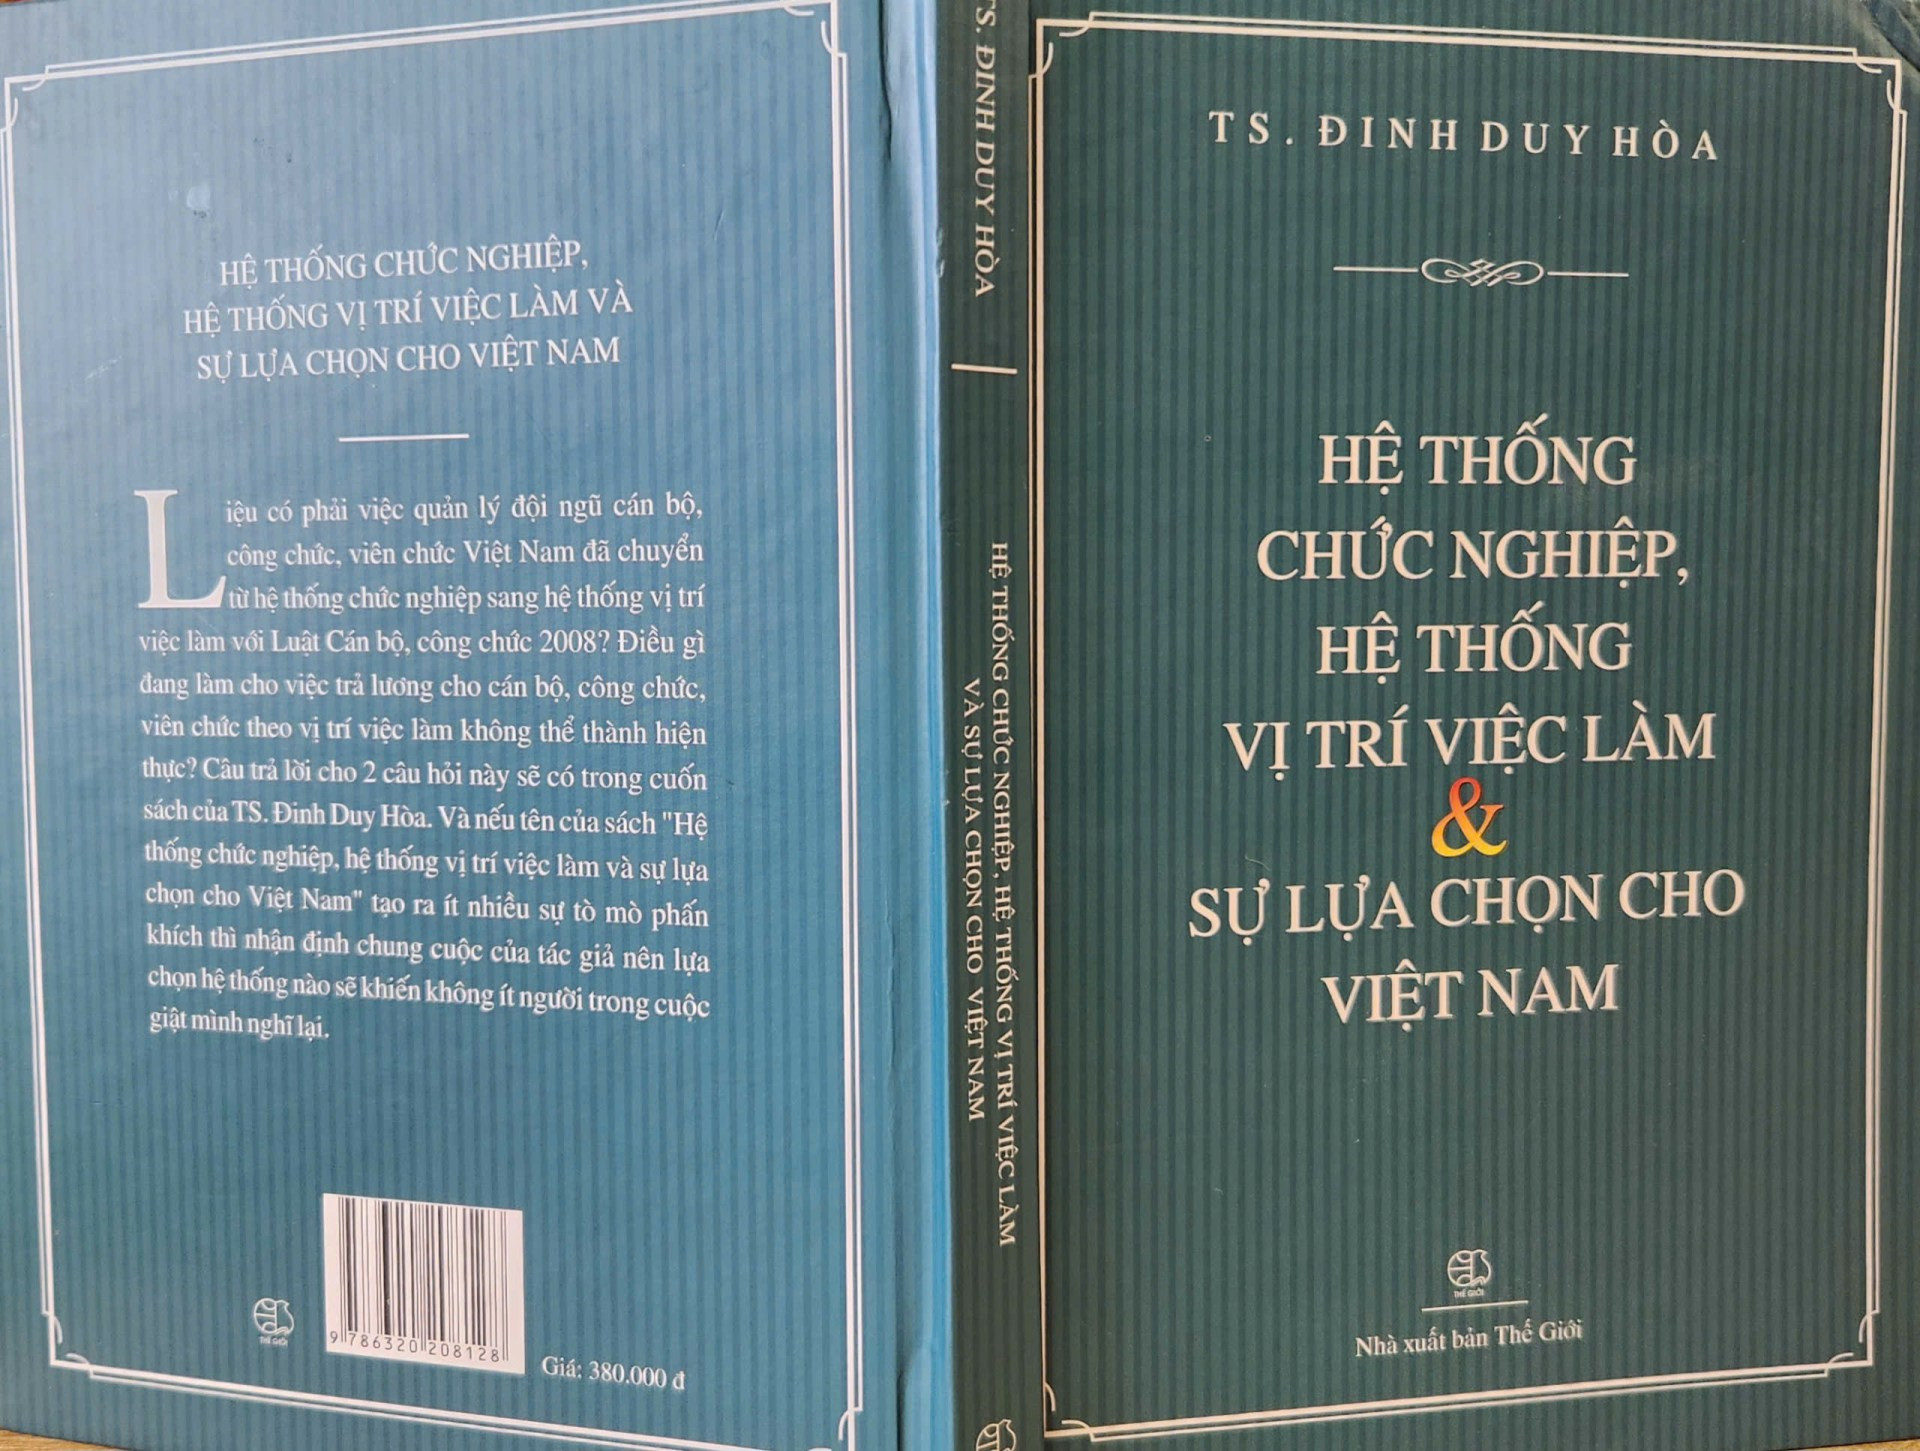 HỆ THỐNG CHỨC NGHIỆP,
HỆ THỐNG VỊ TRÍ VIỆC LÀM VÀ
SỰ LỰA CHỌN CHO VIỆT NAM
Liệu có phải việc quản lý đội ngũ cán bộ,
công chức, viên chức Việt Nam đã chuyển
từ hệ thống chức nghiệp sang hệ thống vị trí
việc làm với Luật Cán bộ, công chức 2008? Điều gì
đang làm cho việc trả lương cho cán bộ, công chức,
viên chức theo vị trí việc làm không thể thành hiện
thực? Câu trả lời cho 2 câu hỏi này sẽ có trong cuốn
sách của TS. Đinh Duy Hòa. Và nếu tên của sách "Hệ
thống chức nghiệp, hệ thống vị trí việc làm và sự lựa
chọn cho Việt Nam" tạo ra ít nhiều sự tò mò phấn
khích thì nhận định chung cuộc của tác giả nên lựa
chọn hệ thống nào sẽ khiến không ít người trong cuộc
giật mình nghĩ lại.
THẾ GIỚI
9 786320 208128
Giá: 380.000 đ
TS. ĐINH DUY HÒA
HỆ THỐNG CHỨC NGHIỆP, HỆ THỐNG VỊ TRÍ VIỆC LÀM
VÀ SỰ LỰA CHỌN CHO VIỆT NAM
TS. ĐINH DUY HÒA
HỆ THỐNG
CHỨC NGHIỆP,
HỆ THỐNG
VỊ TRÍ VIỆC LÀM
&
SỰ LỰA CHỌN CHO
VIỆT NAM
THẾ GIỚI
Nhà xuất bản Thế Giới